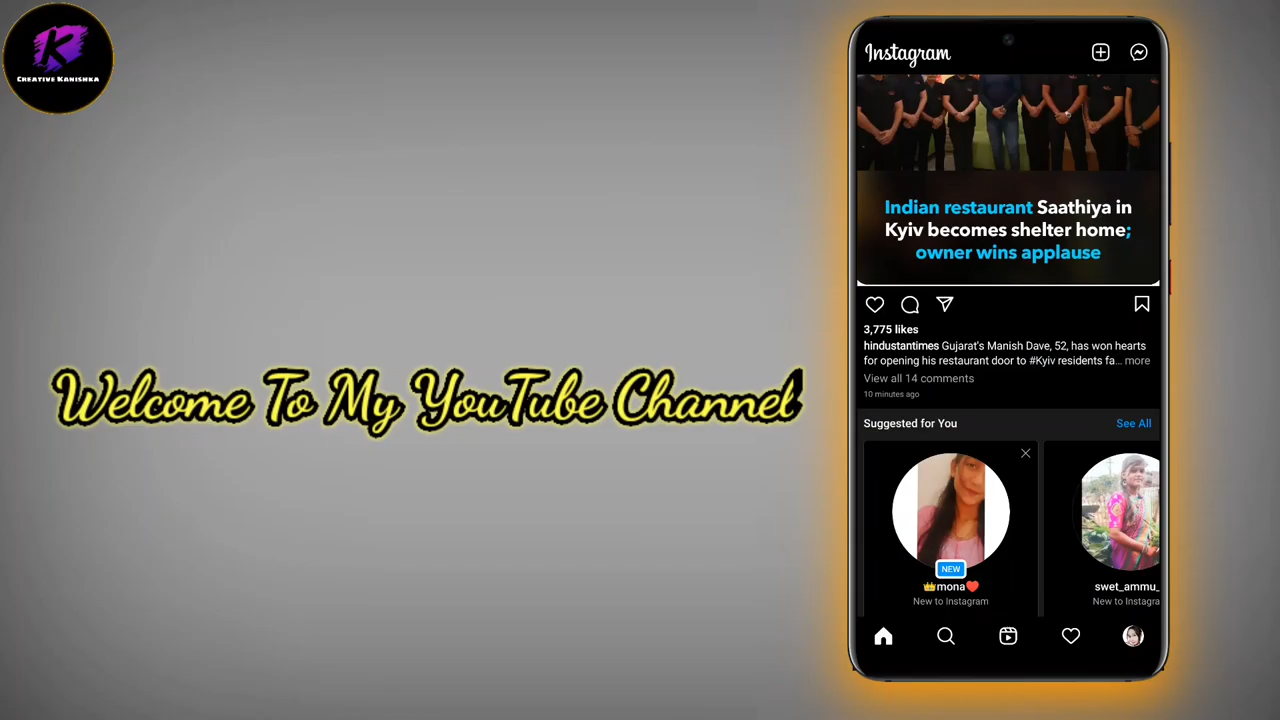 K
CREATIVE KANISHKA
Welcome To My YouTube Channel
Instagram
Indian restaurant Saathiya in
Kyiv becomes shelter home;
owner wins applause
3,775 likes
hindustantimes Gujarat's Manish Dave, 52, has won hearts
for opening his restaurant door to #Kyiv residents fa... more
View all 14 comments
10 minutes ago
Suggested for You
See All
NEW
👑mona❤️
New to Instagram
swet_ammu_
New to Instagra